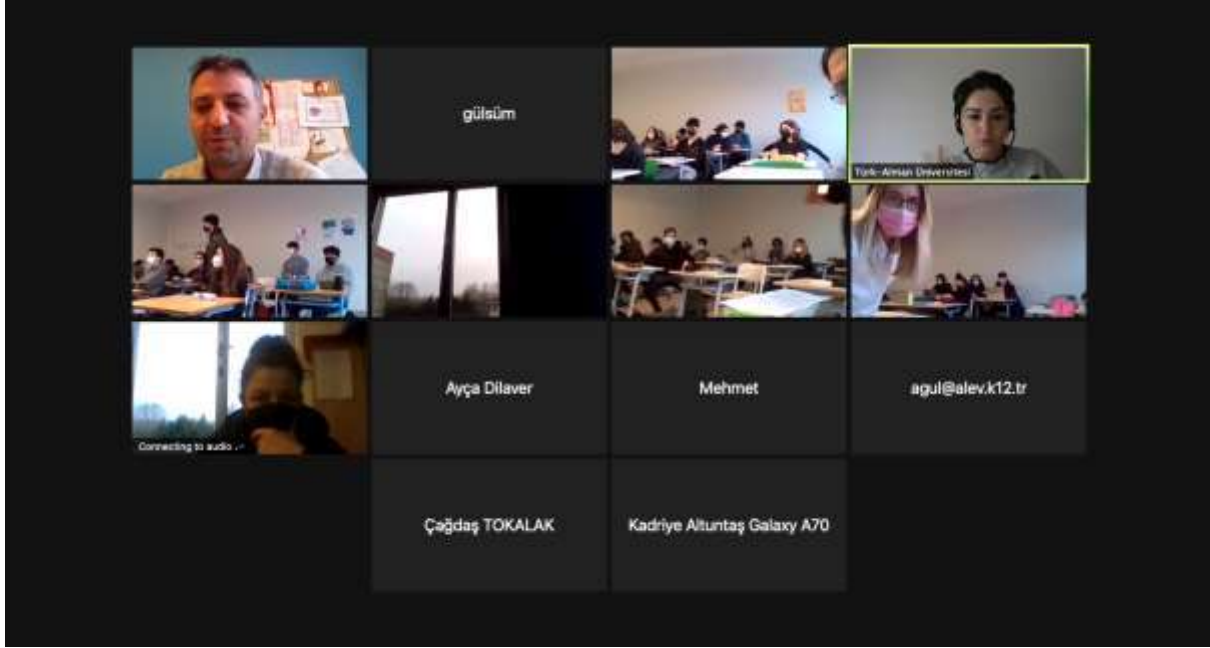 gülsüm
Türk-Alman Üniversitesi
Connecting to audio
Ayça Dilaver
Mehmet
agul@alev.k12.tr
Çağdaş TOKALAK
Kadriye Altuntaş Galaxy A70